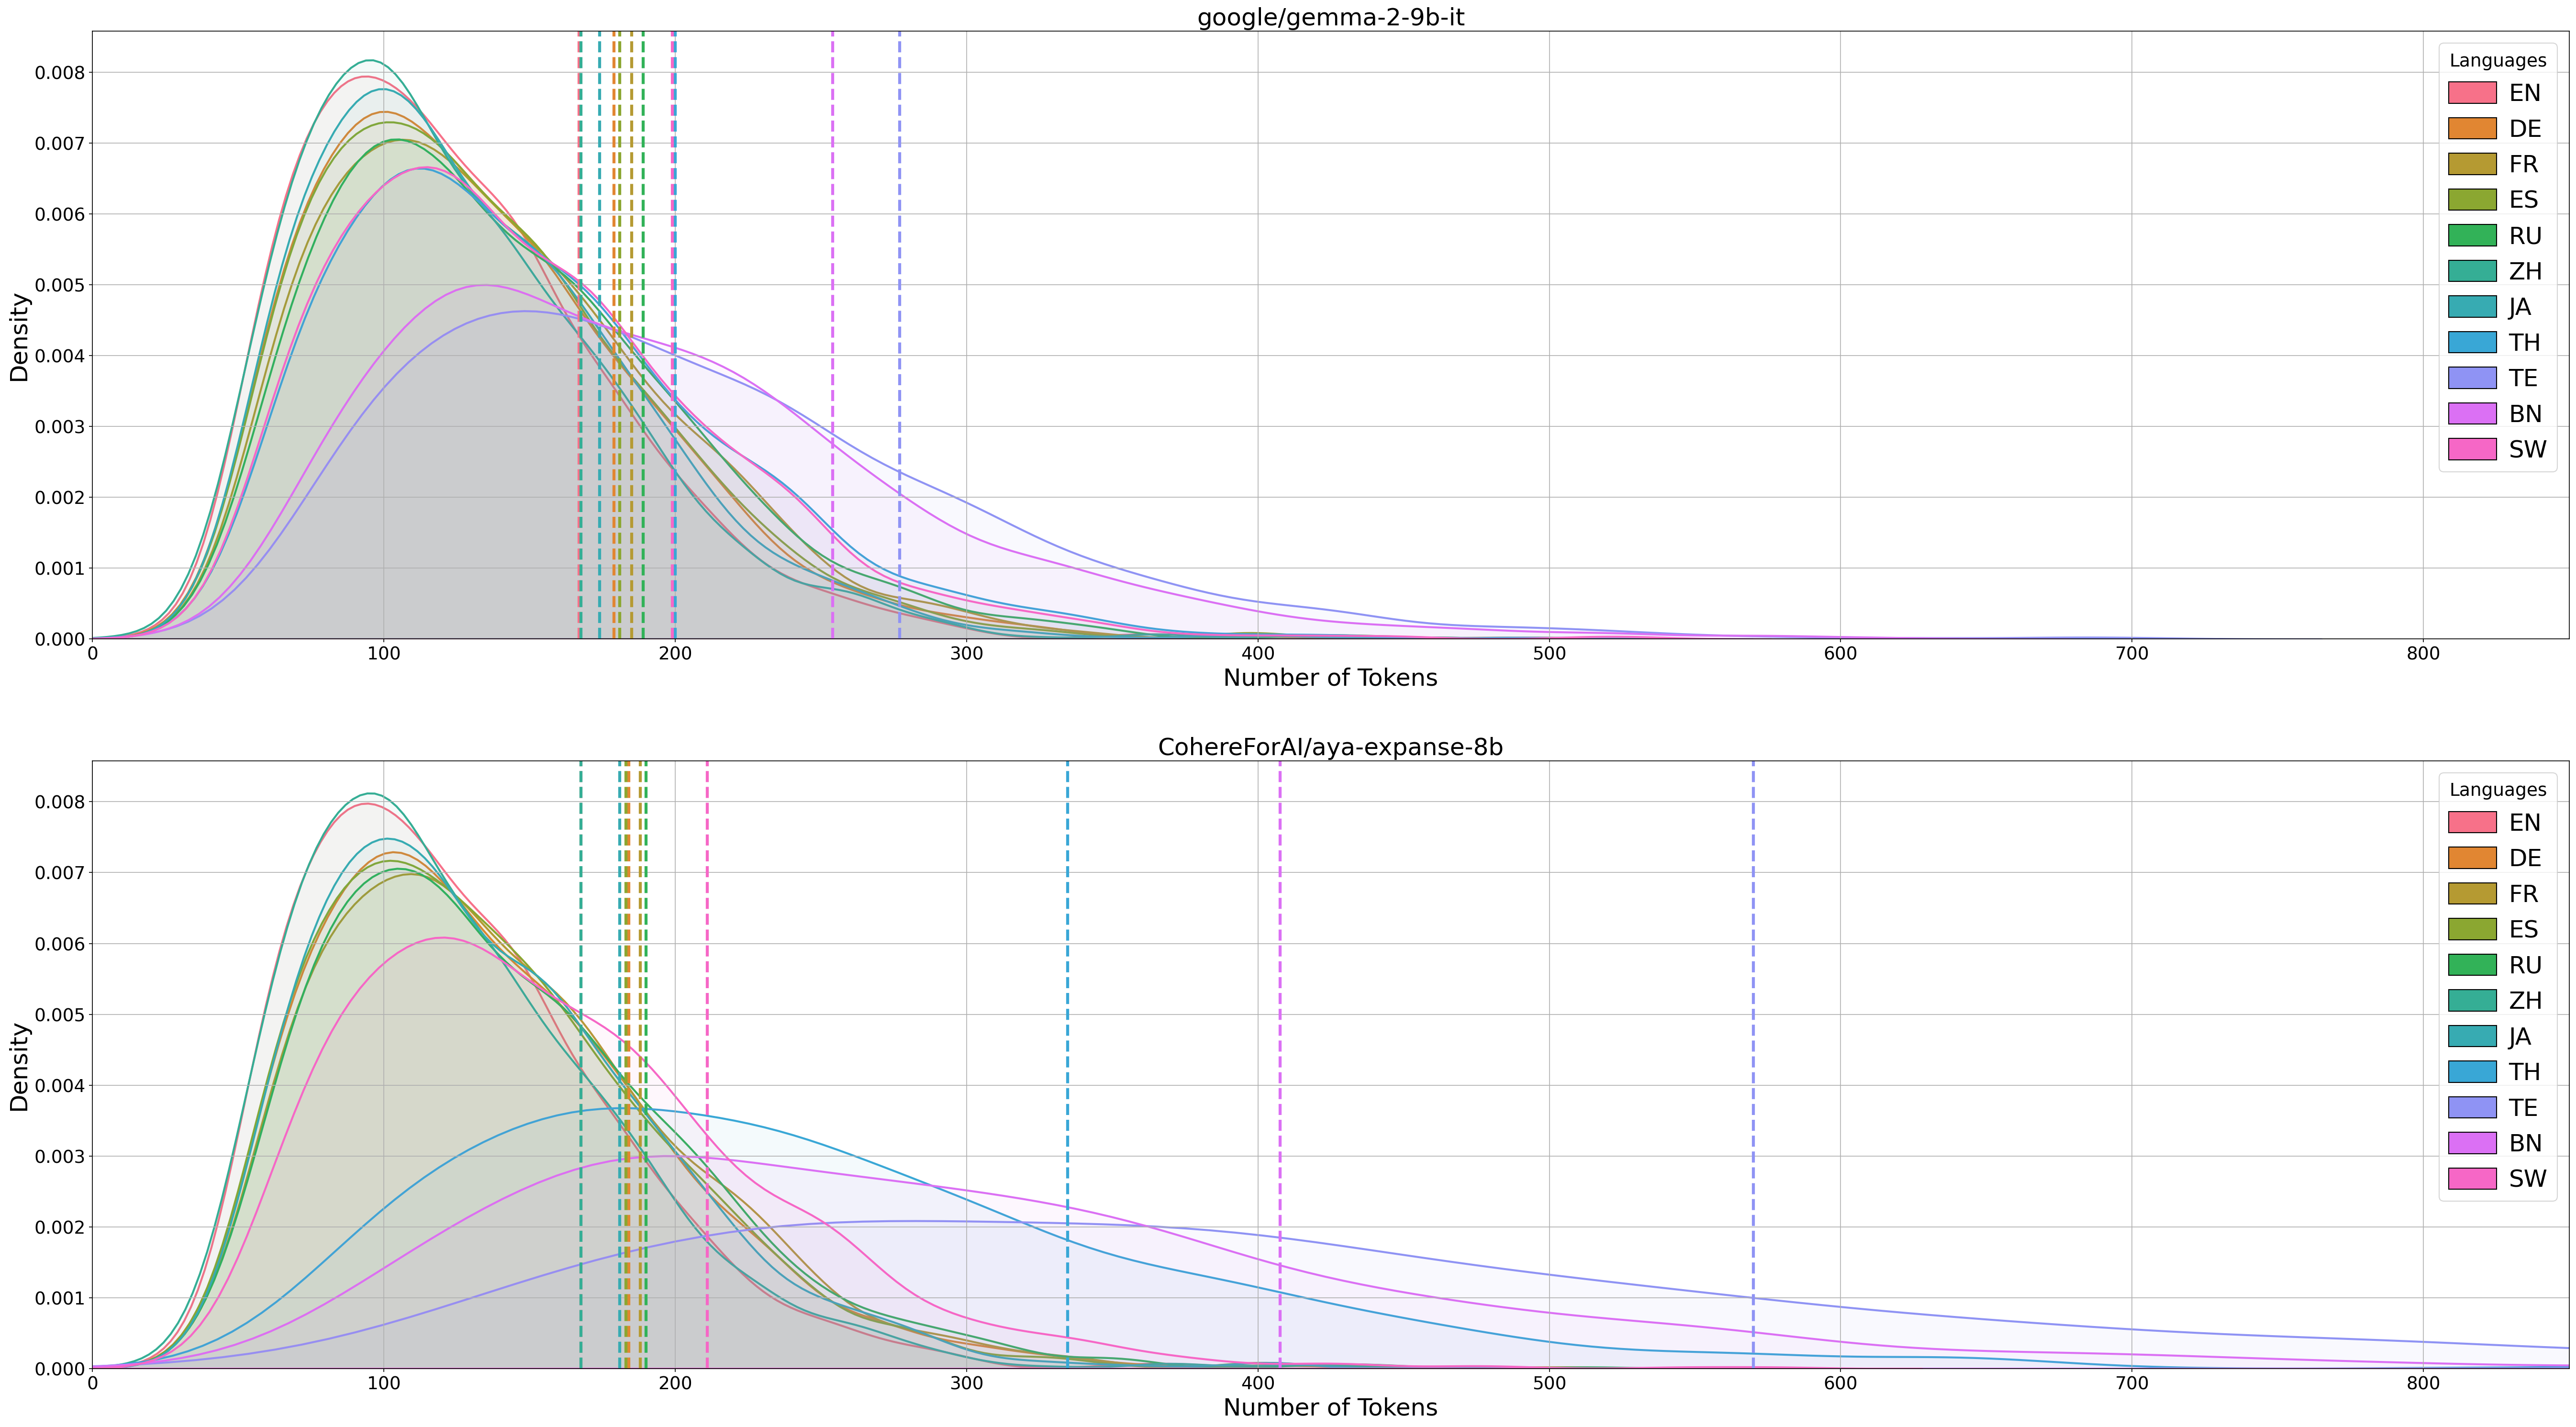 google/gemma-2-9b-it
Density
0.008
0.007
0.006
0.005
0.004
0.003
0.002
0.001
0.000
0 100 200 300 400 500 600 700 800
Number of Tokens
Languages
EN
DE
FR
ES
RU
ZH
JA
TH
TE
BN
SW
CohereForAI/aya-expanse-8b
Density
0.008
0.007
0.006
0.005
0.004
0.003
0.002
0.001
0.000
0 100 200 300 400 500 600 700 800
Number of Tokens
Languages
EN
DE
FR
ES
RU
ZH
JA
TH
TE
BN
SW